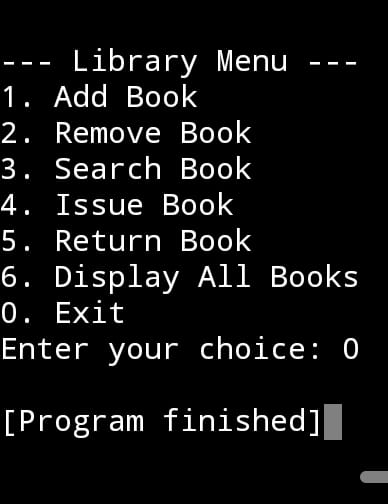 --- Library Menu ---
1. Add Book
2. Remove Book
3. Search Book
4. Issue Book
5. Return Book
6. Display All Books
0. Exit
Enter your choice: 0
[Program finished]